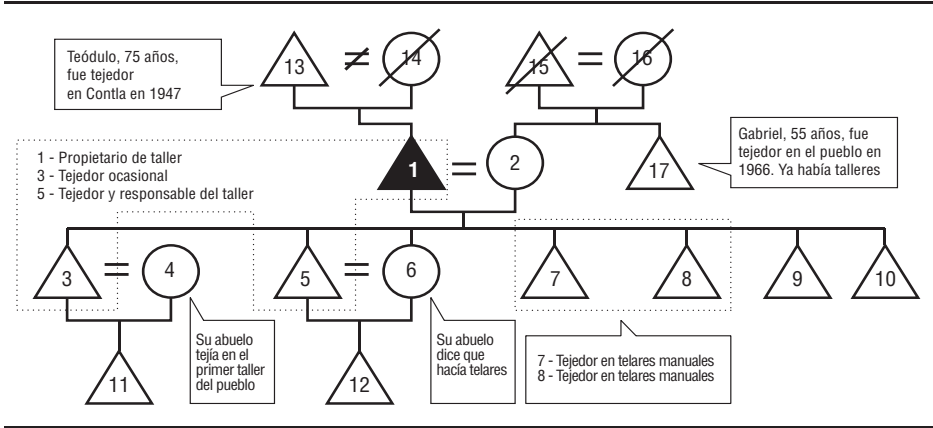 Teódulo, 75 años,
fue tejedor
en Contla en 1947
13
14
15
16
1 - Propietario de taller
3 - Tejedor ocasional
5 - Tejedor y responsable del taller
1
2
17
Gabriel, 55 años, fue
tejedor en el pueblo en
1966. Ya había talleres
3
4
5
6
7
8
9
10
Su abuelo
tejía en el
primer taller
del pueblo
Su abuelo
dice que
hacía telares
7 - Tejedor en telares manuales
8 - Tejedor en telares manuales
11
12